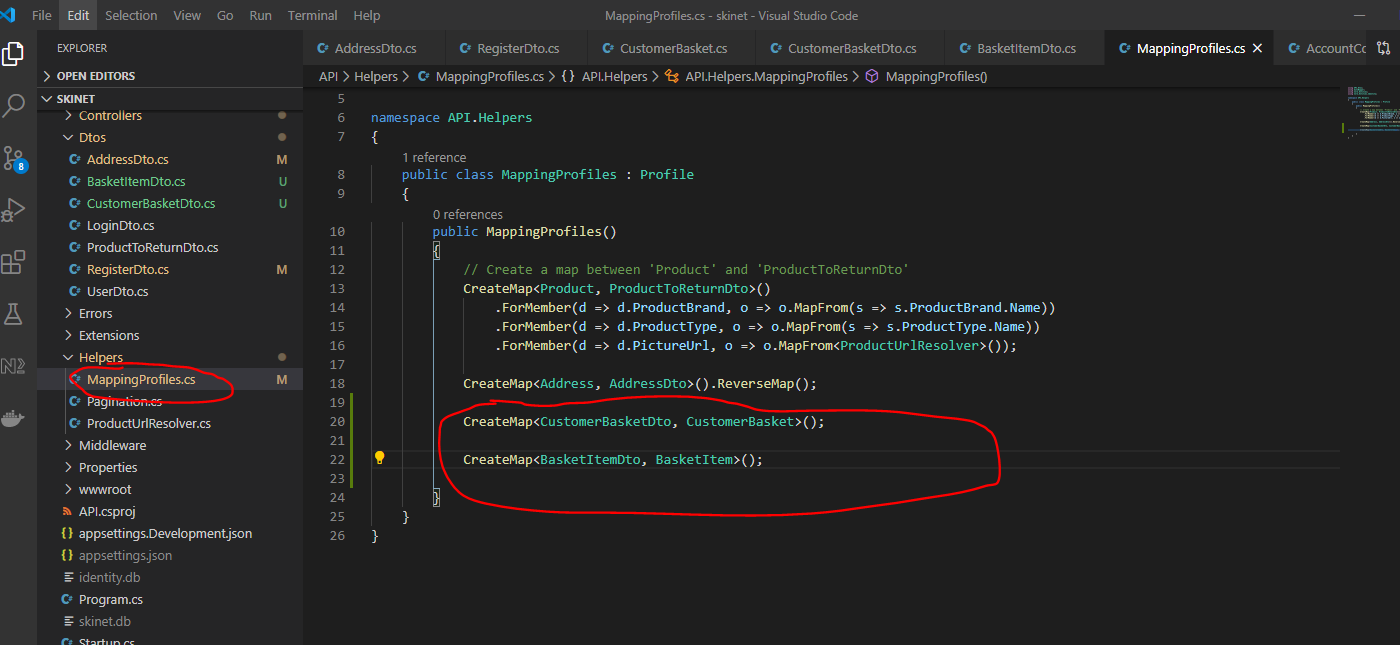 File Edit Selection View Go Run Terminal Help MappingProfiles.cs - skinet - Visual Studio Code
EXPLORER
OPEN EDITORS
SKINET
Controllers
Dtos
AddressDto.cs M
BasketItemDto.cs U
CustomerBasketDto.cs U
LoginDto.cs
ProductToReturnDto.cs
RegisterDto.cs M
UserDto.cs
Errors
Extensions
Helpers
MappingProfiles.cs M
Pagination.cs
ProductUrlResolver.cs
Middleware
Properties
wwwroot
API.csproj
appsettings.Development.json
appsettings.json
identity.db
Program.cs
skinet.db
Startup.cs
8
AddressDto.cs RegisterDto.cs CustomerBasket.cs CustomerBasketDto.cs BasketItemDto.cs MappingProfiles.cs AccountCo
API > Helpers > MappingProfiles.cs > {} API.Helpers > API.Helpers.MappingProfiles > MappingProfiles()
5
6 namespace API.Helpers
7 {
1 reference
8 public class MappingProfiles : Profile
9 {
0 references
10 public MappingProfiles()
11 {
12 // Create a map between 'Product' and 'ProductToReturnDto'
13 CreateMap<Product, ProductToReturnDto>()
14 .ForMember(d => d.ProductBrand, o => o.MapFrom(s => s.ProductBrand.Name))
15 .ForMember(d => d.ProductType, o => o.MapFrom(s => s.ProductType.Name))
16 .ForMember(d => d.PictureUrl, o => o.MapFrom<ProductUrlResolver>());
17
18 CreateMap<Address, AddressDto>().ReverseMap();
19
20 CreateMap<CustomerBasketDto, CustomerBasket>();
21
22 CreateMap<BasketItemDto, BasketItem>();
23
24 }
25 }
26 }